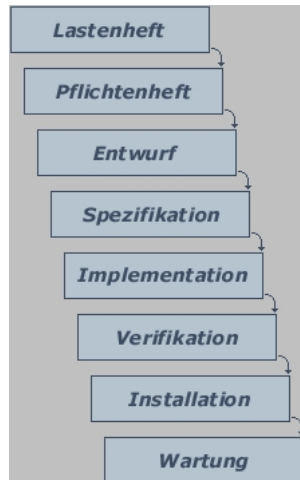 Lastenheft
Pflichtenheft
Entwurf
Spezifikation
Implementation
Verifikation
Installation
Wartung